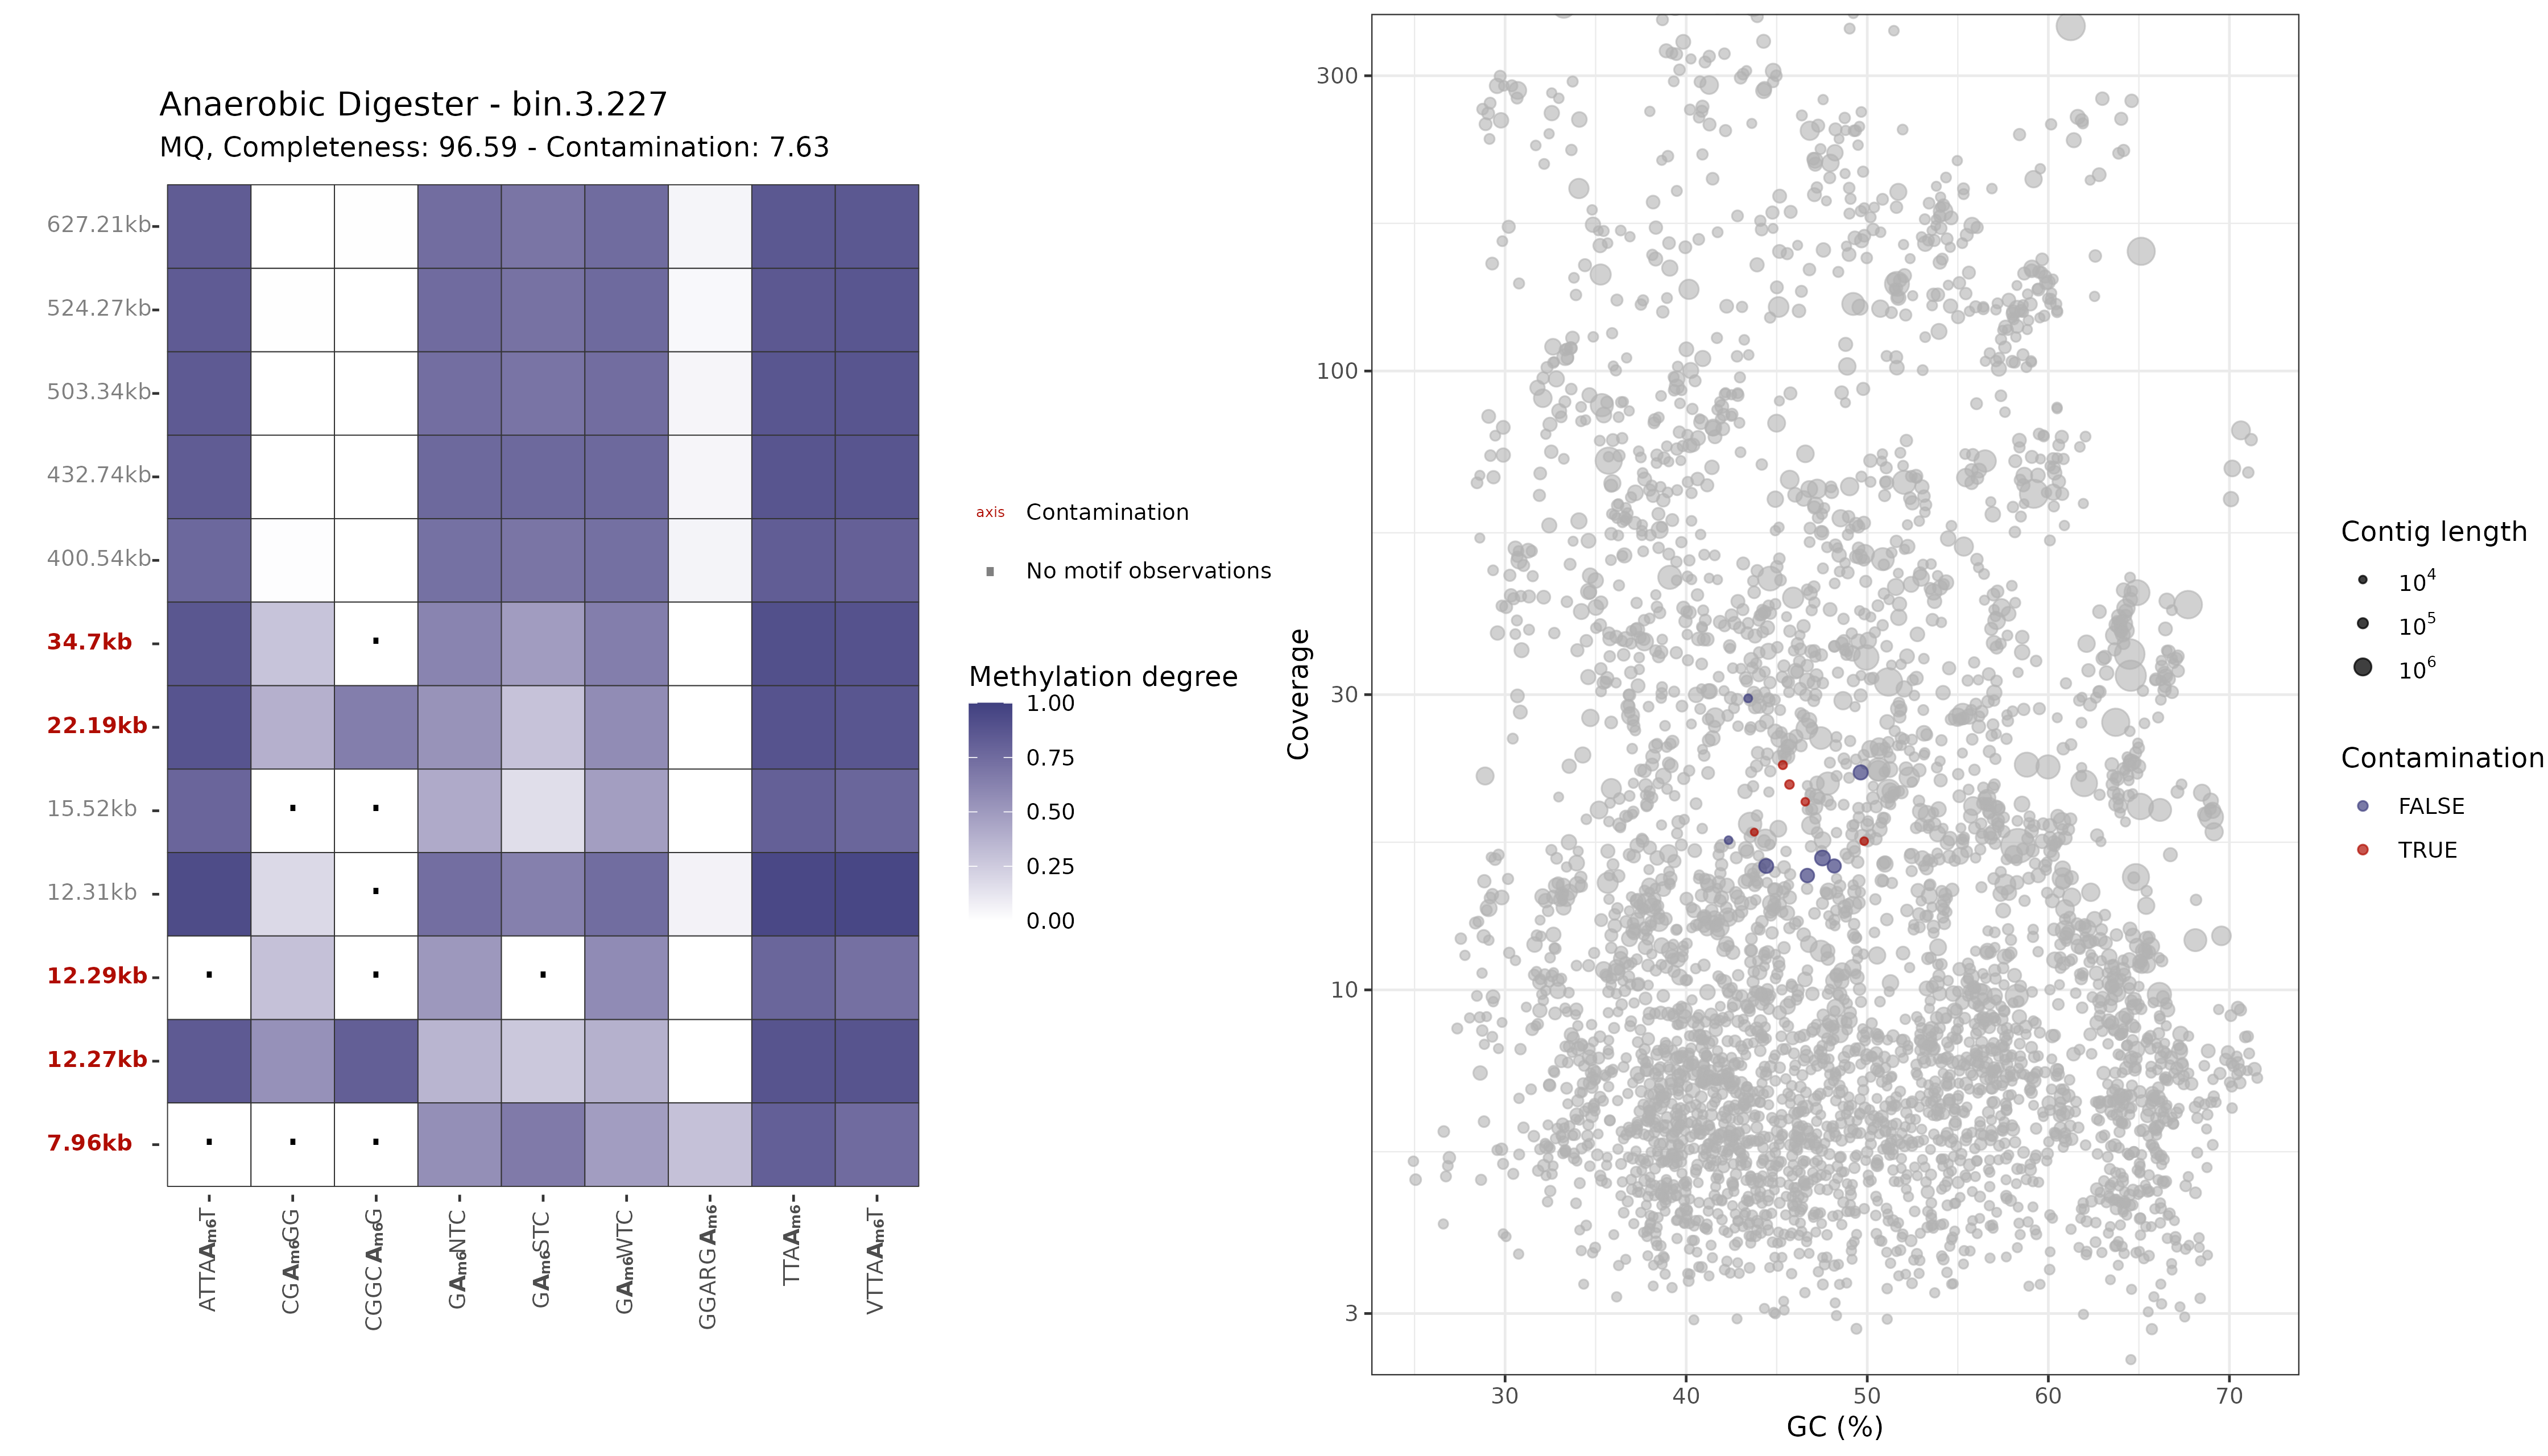 Anaerobic Digester - bin.3.227
MQ, Completeness: 96.59 - Contamination: 7.63
627.21kb
524.27kb
503.34kb
432.74kb
400.54kb
34.7kb
22.19kb
15.52kb
12.31kb
12.29kb
12.27kb
7.96kb
ATTAAm6T
CGAm6GG
CGGCAm6G
GAm6NTC
GAm6STC
GAm6WTC
GGARGAm6
TTAAm6
VTTAAm6T
axis Contamination
No motif observations
Methylation degree
1.00
0.75
0.50
0.25
0.00
Coverage
300
100
30
10
3
30 40 50 60 70
GC (%)
Contig length
10^4
10^5
10^6
Contamination
FALSE
TRUE